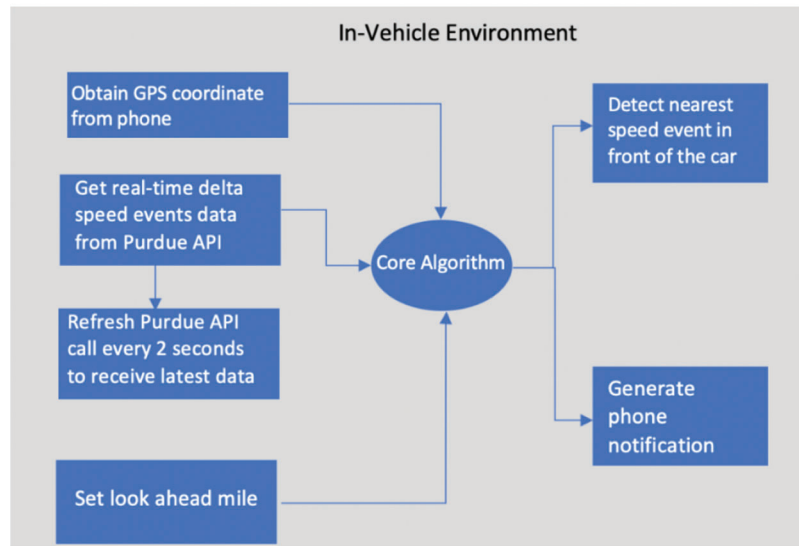 In-Vehicle Environment
Obtain GPS coordinate
from phone
Get real-time delta
speed events data
from Purdue API
Refresh Purdue API
call every 2 seconds
to receive latest data
Set look ahead mile
Core Algorithm
Detect nearest
speed event in
front of the car
Generate
phone
notification